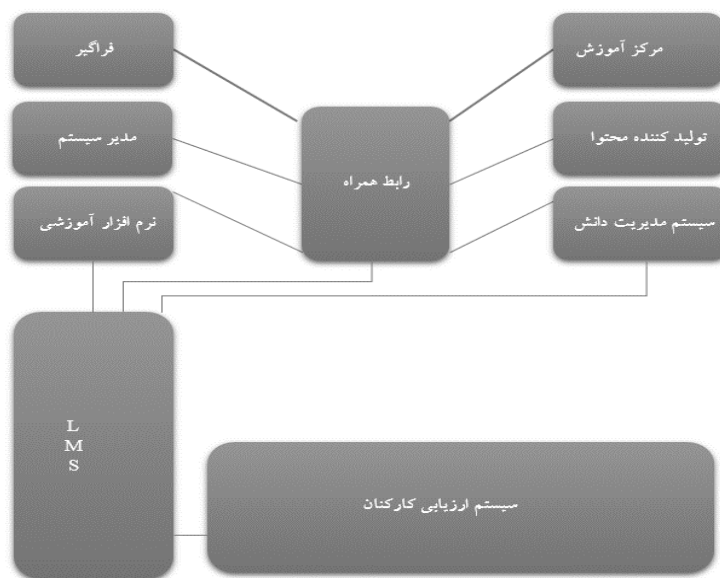 مرکز آموزش
فراگیر
تولید کننده محتوا
مدیر سیستم
رابط همراه
سیستم مدیریت دانش
نرم افزار آموزشی
L
M
S
سیستم ارزیابی کارکنان